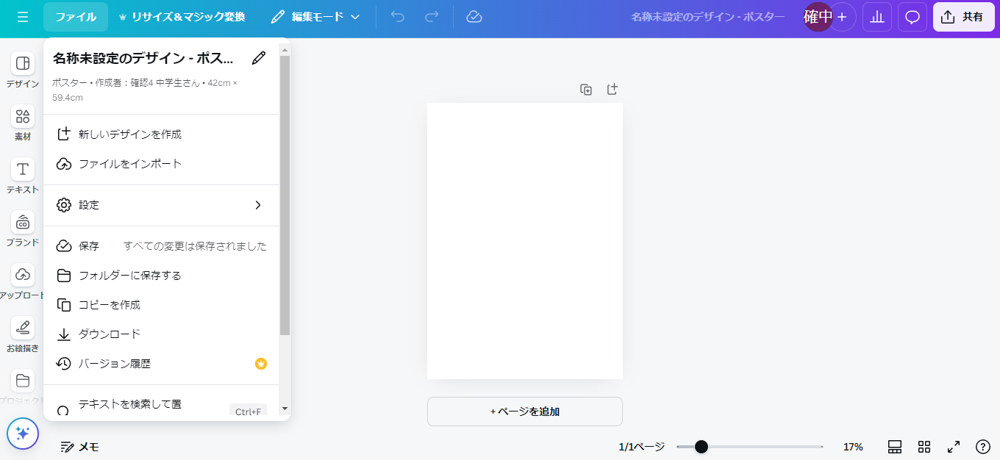 ファイル
リサイズ&マジック変換
編集モード
名称未設定のデザイン - ポスター
確中
共有
デザイン
素材
テキスト
ブランド
アップロード
お絵描き
プロジェクト
名称未設定のデザイン - ポス...
ポスター • 作成者：確認4 中学生さん • 42cm ×
59.4cm
新しいデザインを作成
ファイルをインポート
設定
保存 すべての変更は保存されました
フォルダーに保存する
コピーを作成
ダウンロード
バージョン履歴
テキストを検索して置
Ctrl+F
+ ページを追加
メモ
1/1ページ
17%